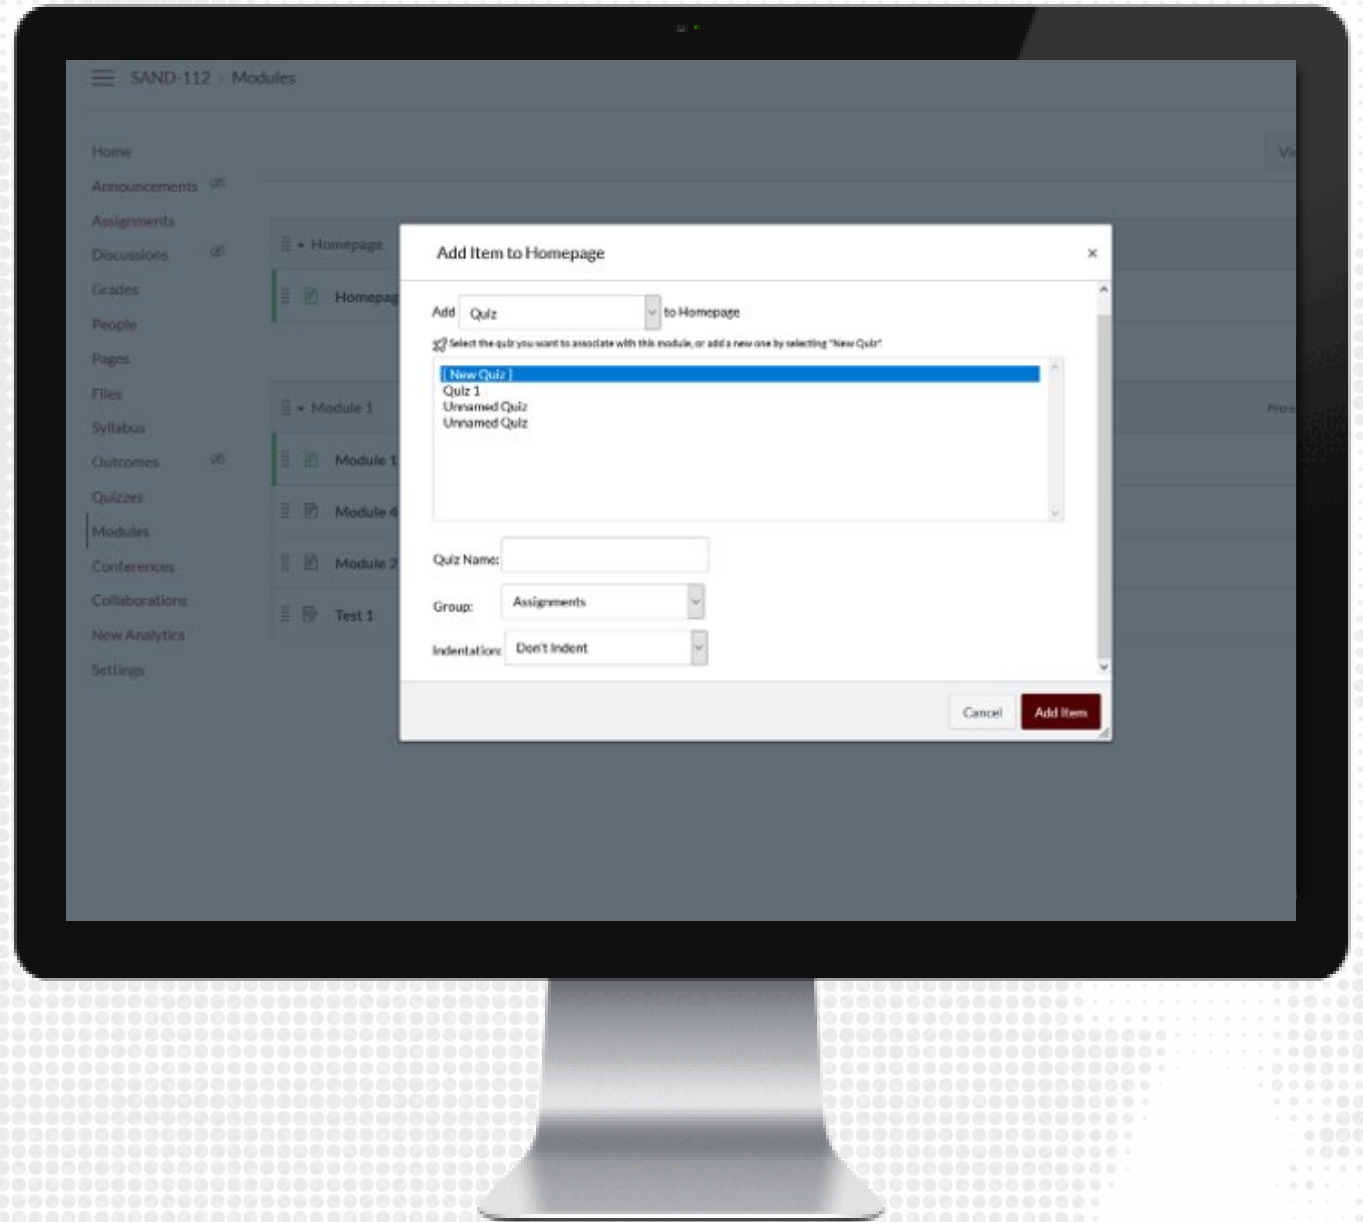 SAND-112 › Modules
Home
Announcements
Assignments
Discussions
Grades
People
Pages
Files
Syllabus
Outcomes
Quizzes
Modules
Conferences
Collaborations
New Analytics
Settings
Homepage
Module 1
Module 1
Module 4
Module 2
Test 1
Add Item to Homepage
Add Quiz to Homepage
Select the quiz you want to associate with this module, or add a new one by selecting "New Quiz"
[ New Quiz ]
Quiz 1
Unnamed Quiz
Unnamed Quiz
Quiz Name:
Group: Assignments
Indentation: Don't Indent
Cancel Add Item